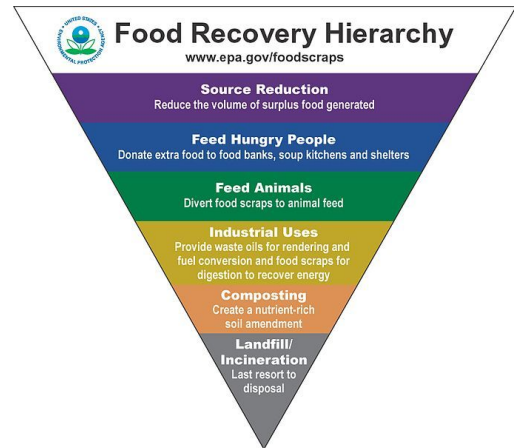 UNITED STATES
ENVIRONMENTAL PROTECTION AGENCY
Food Recovery Hierarchy
www.epa.gov/foodscraps
Source Reduction
Reduce the volume of surplus food generated
Feed Hungry People
Donate extra food to food banks, soup kitchens and shelters
Feed Animals
Divert food scraps to animal feed
Industrial Uses
Provide waste oils for rendering and
fuel conversion and food scraps for
digestion to recover energy
Composting
Create a nutrient-rich
soil amendment
Landfill/
Incineration
Last resort to
disposal